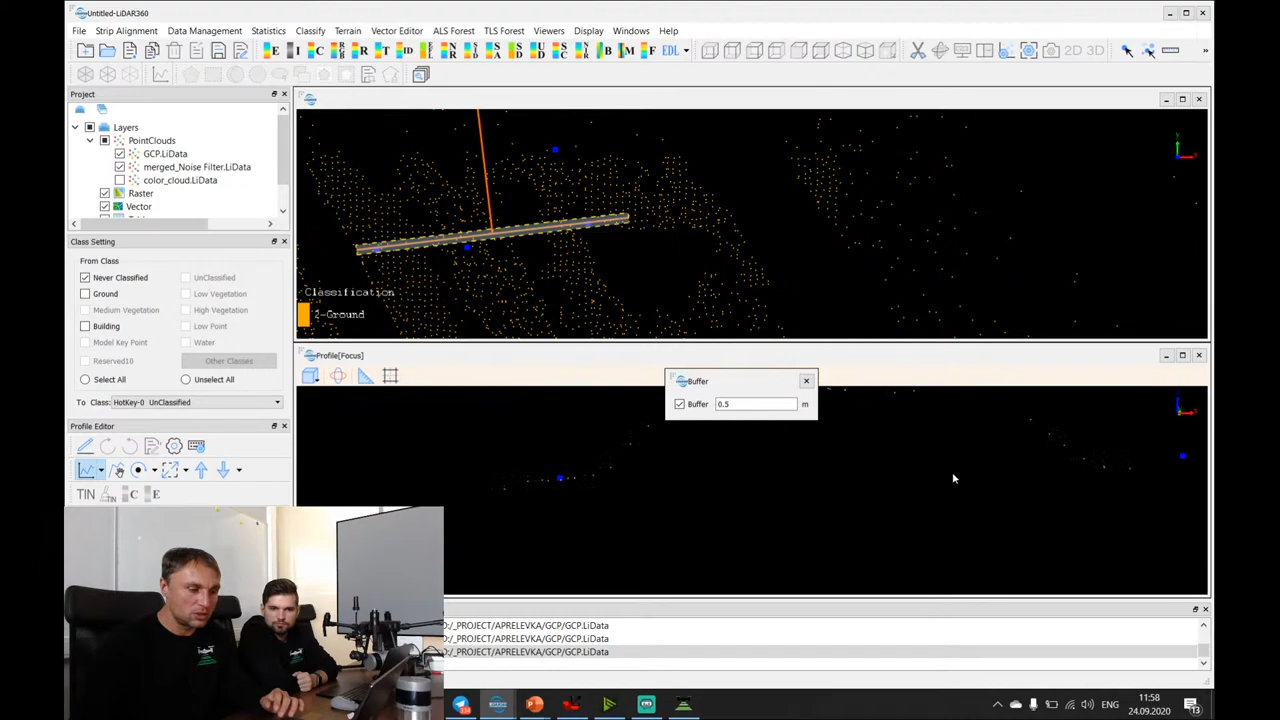 Untitled-LiDAR360
File Strip Alignment Data Management Statistics Classify Terrain Vector Editor ALS Forest TLS Forest Viewers Display Windows Help
EDL 2D 3D
Project
Layers
PointClouds
GCP.LiData
merged_Noise Filter.LiData
color_cloud.LiData
Raster
Vector
Class Setting
From Class
Never Classified UnClassified
Ground Low Vegetation
Medium Vegetation High Vegetation
Building Low Point
Model Key Point Water
Reserved10 Other Classes
Select All Unselect All
To Class: HotKey-0 UnClassified
Profile Editor
TIN TIN C E
Classification
2-Ground
Profile[Focus]
Buffer
Buffer 0.5 m
D:/_PROJECT/APRELEVKA/GCP/GCP.LiData
D:/_PROJECT/APRELEVKA/GCP/GCP.LiData
D:/_PROJECT/APRELEVKA/GCP/GCP.LiData
ENG
11:58
24.09.2020